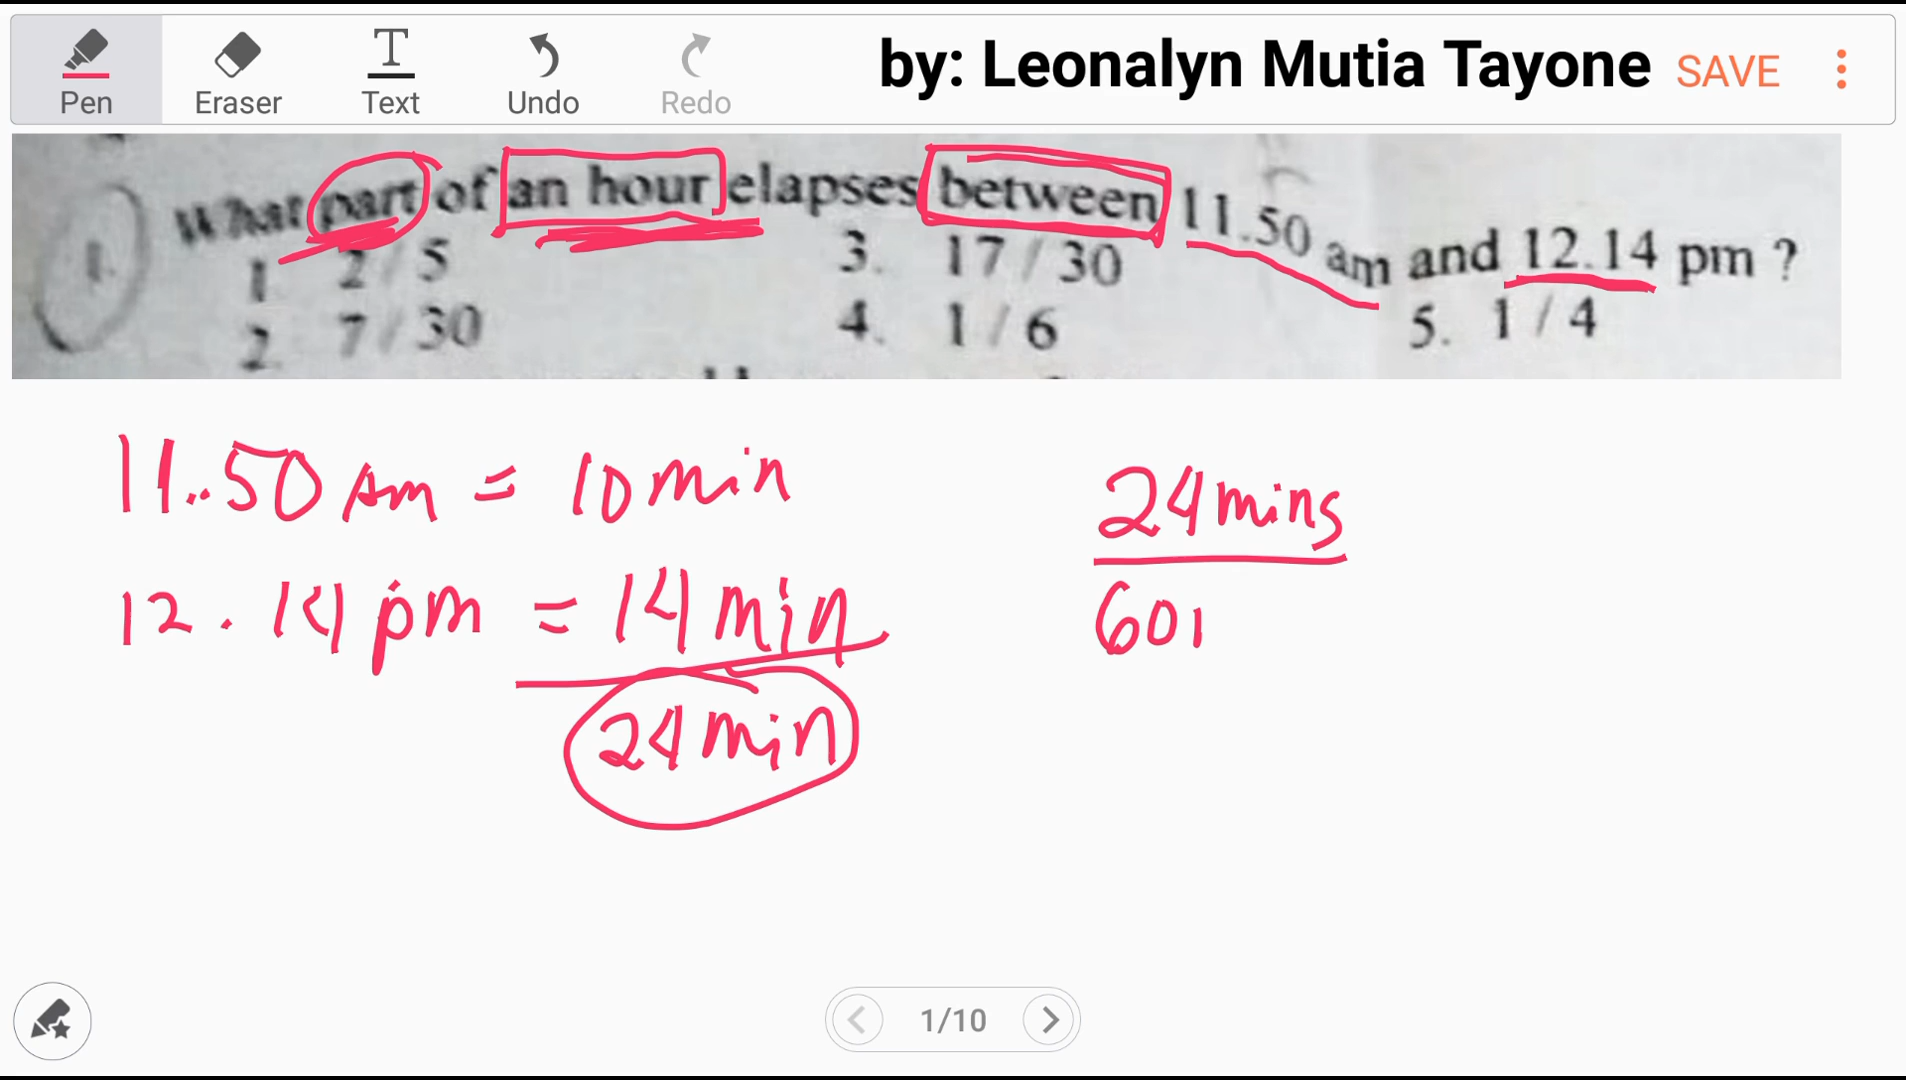 Pen Eraser Text Undo Redo by: Leonalyn Mutia Tayone SAVE
1. What part of an hour elapses between 11.50 am and 12.14 pm ?
1 2 / 5 3. 17 / 30
2. 7 / 30 4. 1 / 6 5. 1 / 4
11..50 Am = 10 min
12.14 pm = 14 min
24 min
24 mins
60
1/10